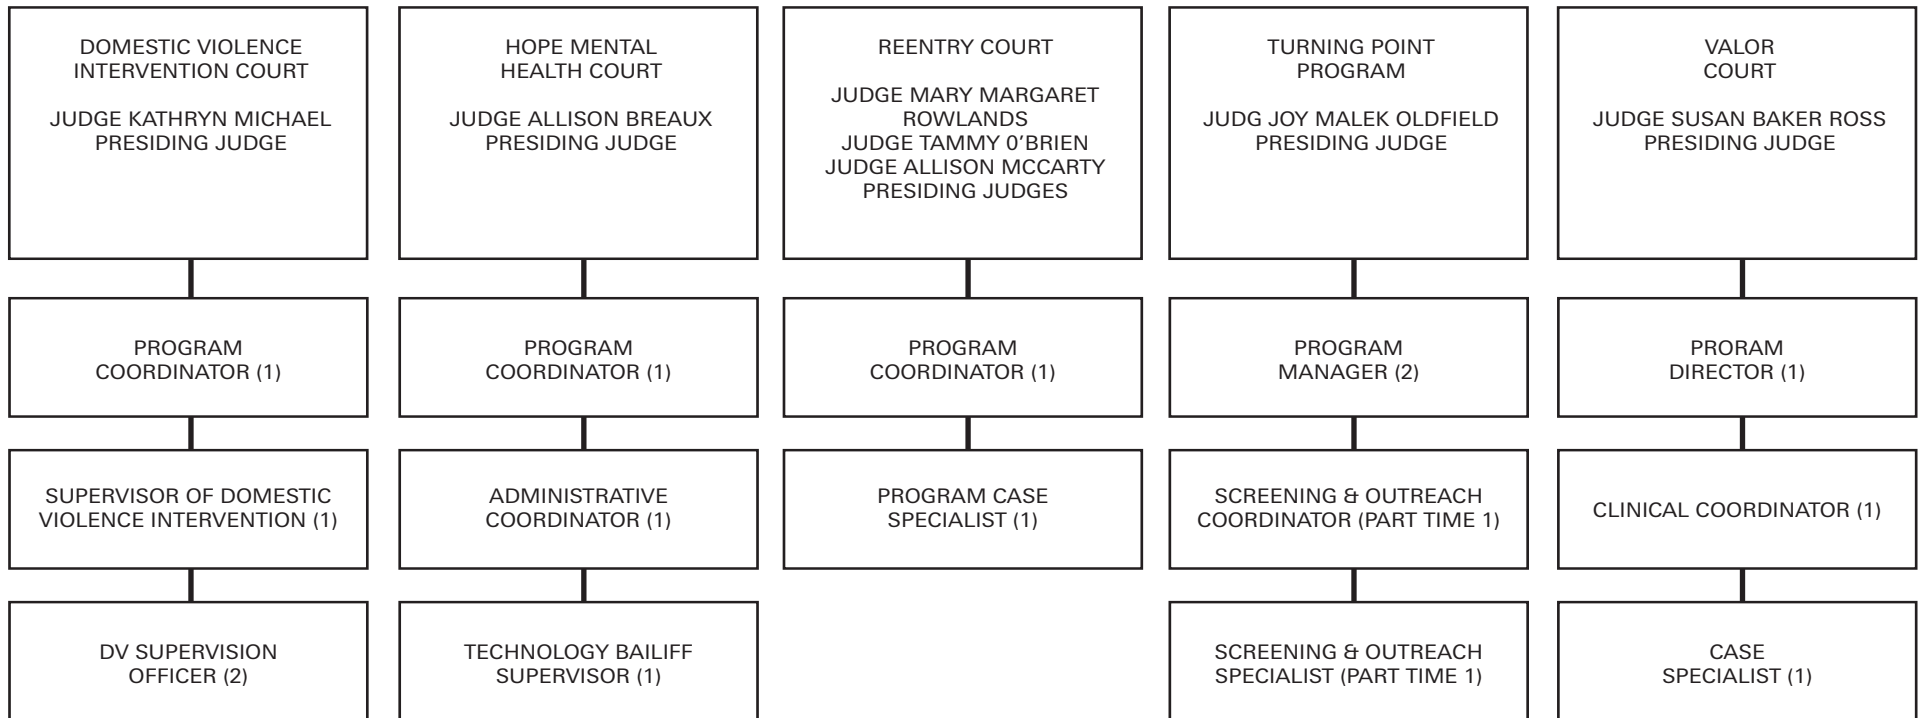 DOMESTIC VIOLENCE
INTERVENTION COURT
JUDGE KATHRYN MICHAEL
PRESIDING JUDGE
PROGRAM
COORDINATOR (1)
SUPERVISOR OF DOMESTIC
VIOLENCE INTERVENTION (1)
DV SUPERVISION
OFFICER (2)
HOPE MENTAL
HEALTH COURT
JUDGE ALLISON BREAUX
PRESIDING JUDGE
PROGRAM
COORDINATOR (1)
ADMINISTRATIVE
COORDINATOR (1)
TECHNOLOGY BAILIFF
SUPERVISOR (1)
REENTRY COURT
JUDGE MARY MARGARET
ROWLANDS
JUDGE TAMMY 0’BRIEN
JUDGE ALLISON MCCARTY
PRESIDING JUDGES
PROGRAM
COORDINATOR (1)
PROGRAM CASE
SPECIALIST (1)
TURNING POINT
PROGRAM
JUDG JOY MALEK OLDFIELD
PRESIDING JUDGE
PROGRAM
MANAGER (2)
SCREENING & OUTREACH
COORDINATOR (PART TIME 1)
SCREENING & OUTREACH
SPECIALIST (PART TIME 1)
VALOR
COURT
JUDGE SUSAN BAKER ROSS
PRESIDING JUDGE
PRORAM
DIRECTOR (1)
CLINICAL COORDINATOR (1)
CASE
SPECIALIST (1)